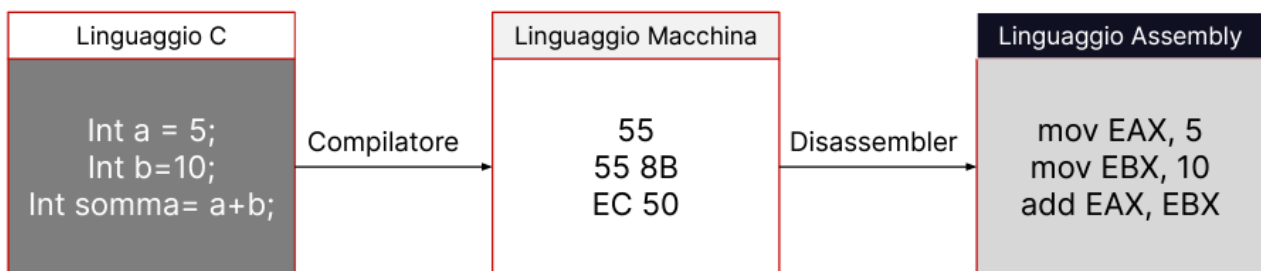 Linguaggio C
Int a = 5;
Int b=10;
Int somma= a+b;
Compilatore
Linguaggio Macchina
55
55 8B
EC 50
Disassembler
Linguaggio Assembly
mov EAX, 5
mov EBX, 10
add EAX, EBX